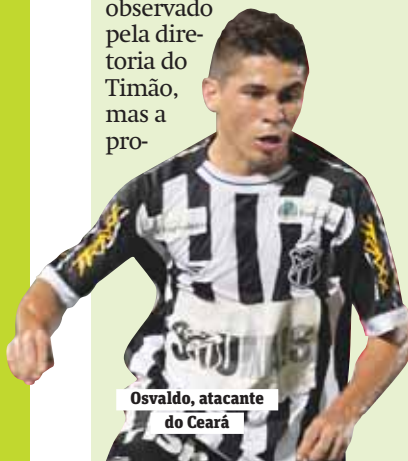 observado
pela dire-
toria do
Timão,
mas a
pro-
Osvaldo, atacante
do Ceará